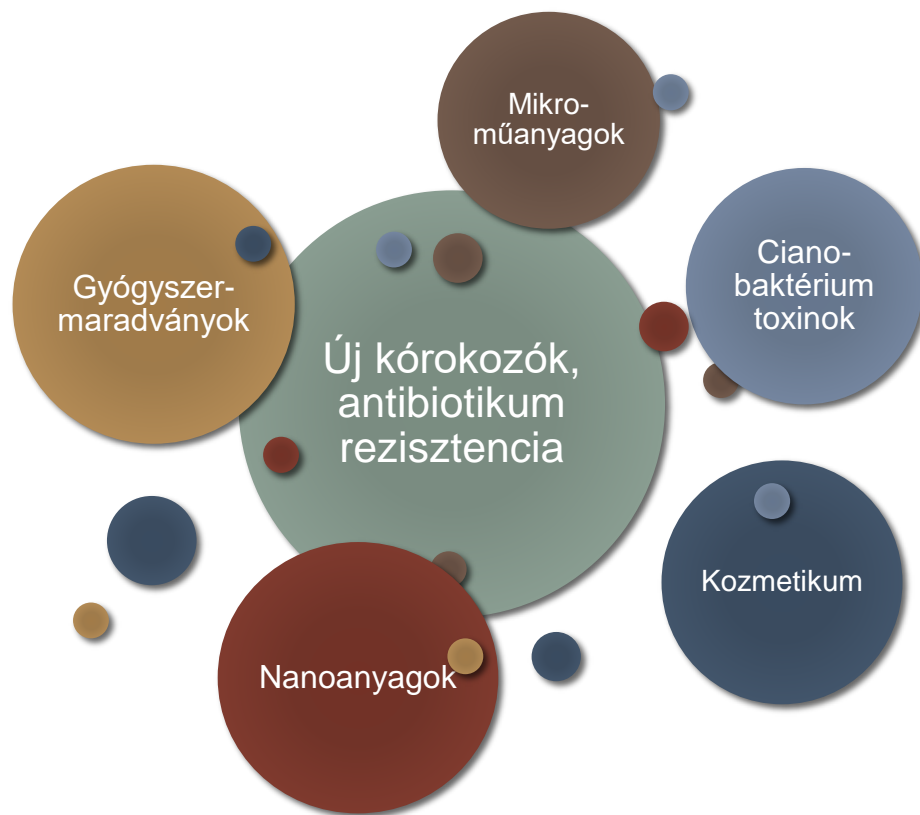 Mikro-
műanyagok
Gyógyszer-
maradványok
Ciano-
baktérium
toxinok
Új kórokozók,
antibiotikum
rezisztencia
Kozmetikum
Nanoanyagok